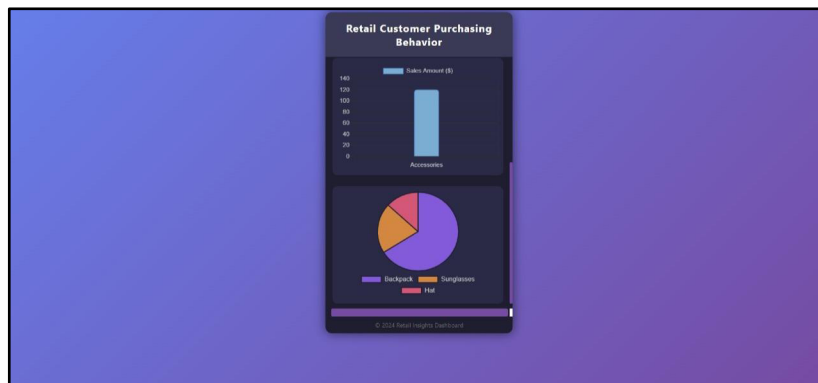 Retail Customer Purchasing
Behavior
Sales Amount ($)
140
120
100
80
60
40
20
0
Accessories
Backpack
Sunglasses
Hat
© 2024 Retail Insights Dashboard